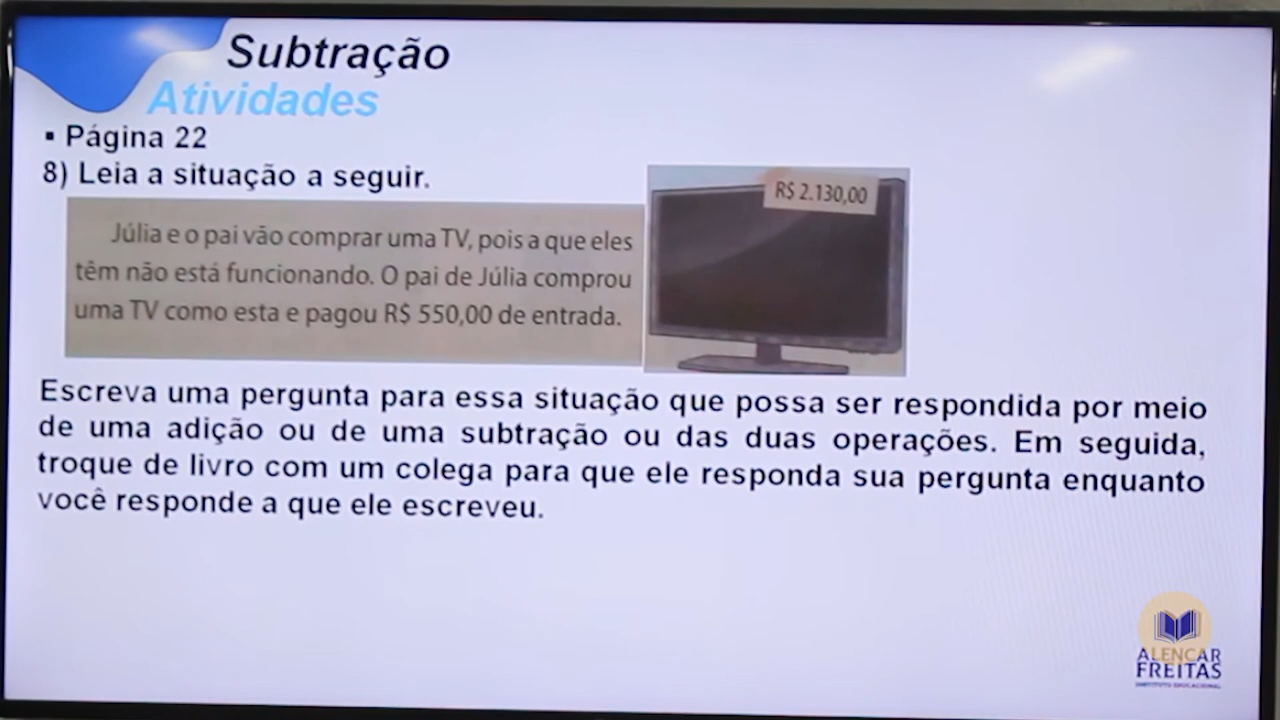 Subtração
Atividades
▪ Página 22
8) Leia a situação a seguir.
R$ 2.130,00
Júlia e o pai vão comprar uma TV, pois a que eles
têm não está funcionando. O pai de Júlia comprou
uma TV como esta e pagou R$ 550,00 de entrada.
Escreva uma pergunta para essa situação que possa ser respondida por meio
de uma adição ou de uma subtração ou das duas operações. Em seguida,
troque de livro com um colega para que ele responda sua pergunta enquanto
você responde a que ele escreveu.
ALENCAR
FREITAS
INSTITUTO EDUCACIONAL